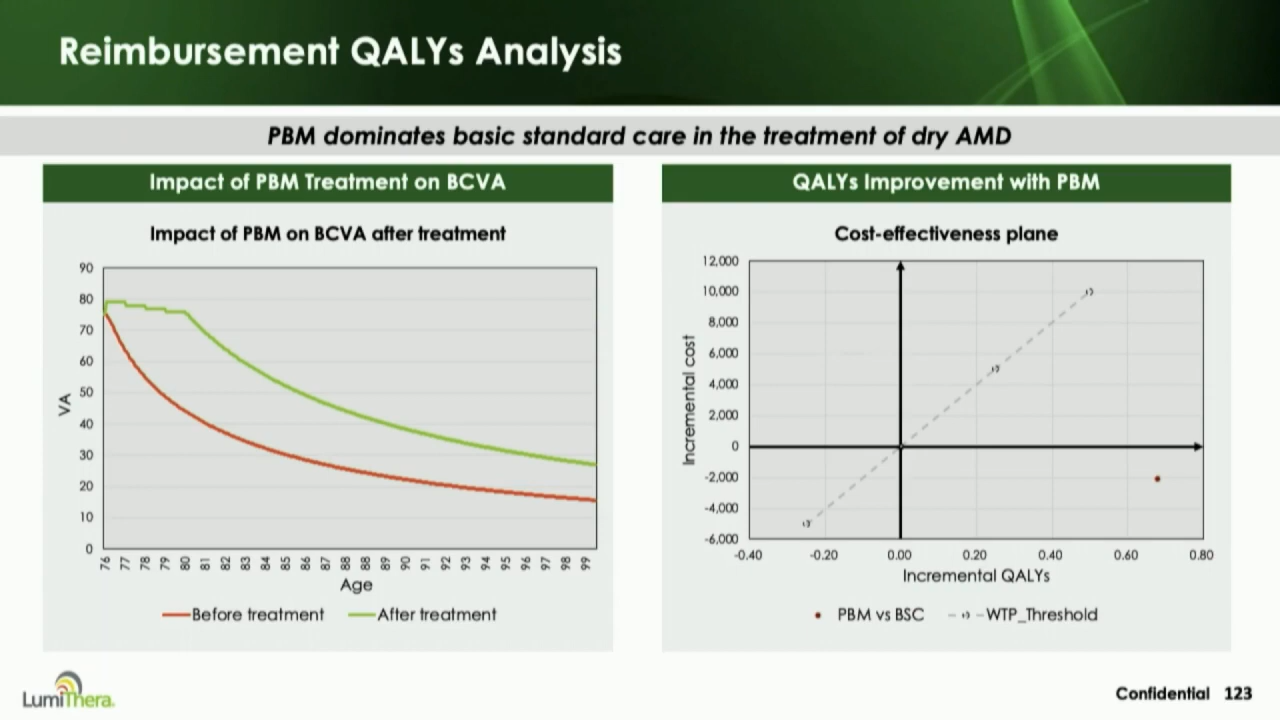 Reimbursement QALYs Analysis
PBM dominates basic standard care in the treatment of dry AMD
Impact of PBM Treatment on BCVA
Impact of PBM on BCVA after treatment
90
80
70
60
50
40
30
20
10
0
VA
76 77 78 79 80 81 82 83 84 85 86 87 88 88 89 90 91 92 93 94 95 96 97 98 99
Age
Before treatment After treatment
QALYs Improvement with PBM
Cost-effectiveness plane
12,000
10,000
8,000
6,000
4,000
2,000
0
-2,000
-4,000
-6,000
Incremental cost
-0.40 -0.20 0.00 0.20 0.40 0.60 0.80
Incremental QALYs
PBM vs BSC WTP_Threshold
LumiThera.
Confidential 123